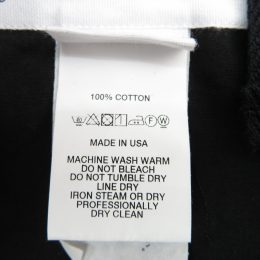 100% COTTON
F W
MADE IN USA
MACHINE WASH WARM
DO NOT BLEACH
DO NOT TUMBLE DRY
LINE DRY
IRON STEAM OR DRY
PROFESSIONALLY
DRY CLEAN